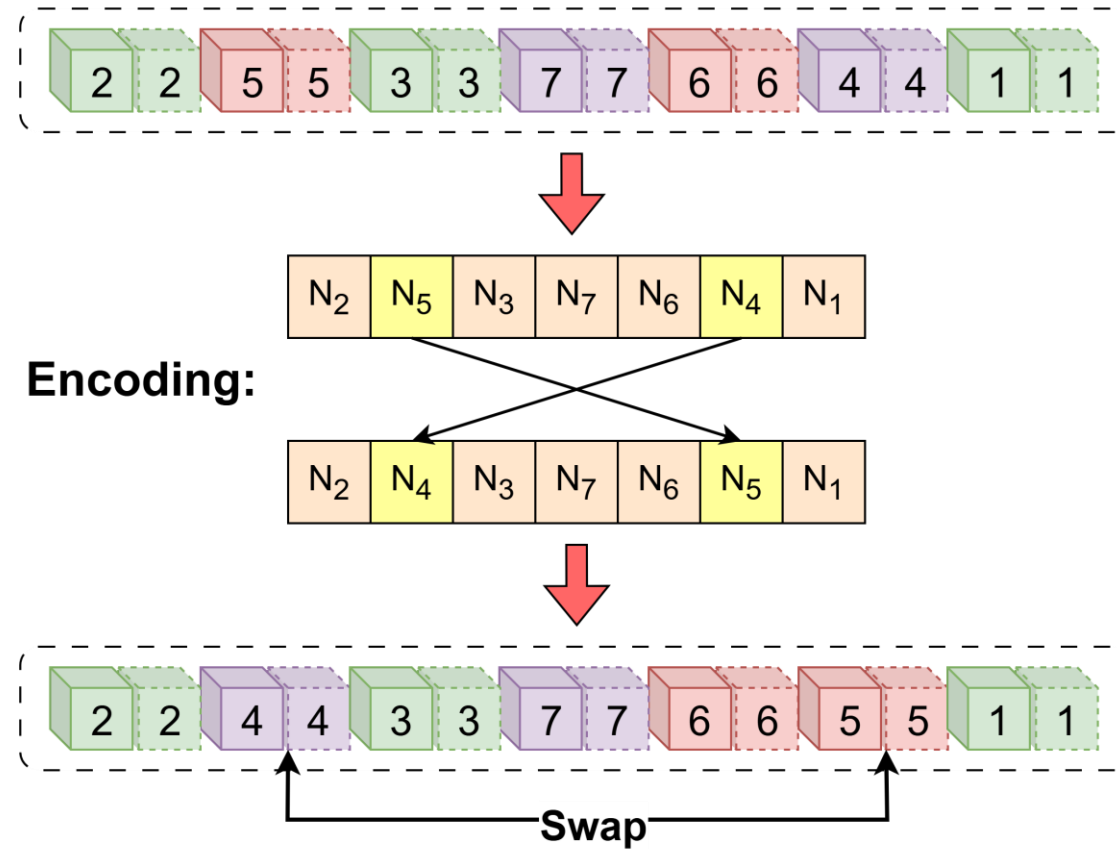 2 2 5 5 3 3 7 7 6 6 4 4 1 1
N₂ N₅ N₃ N₇ N₆ N₄ N₁
Encoding:
N₂ N₄ N₃ N₇ N₆ N₅ N₁
2 2 4 4 3 3 7 7 6 6 5 5 1 1
Swap